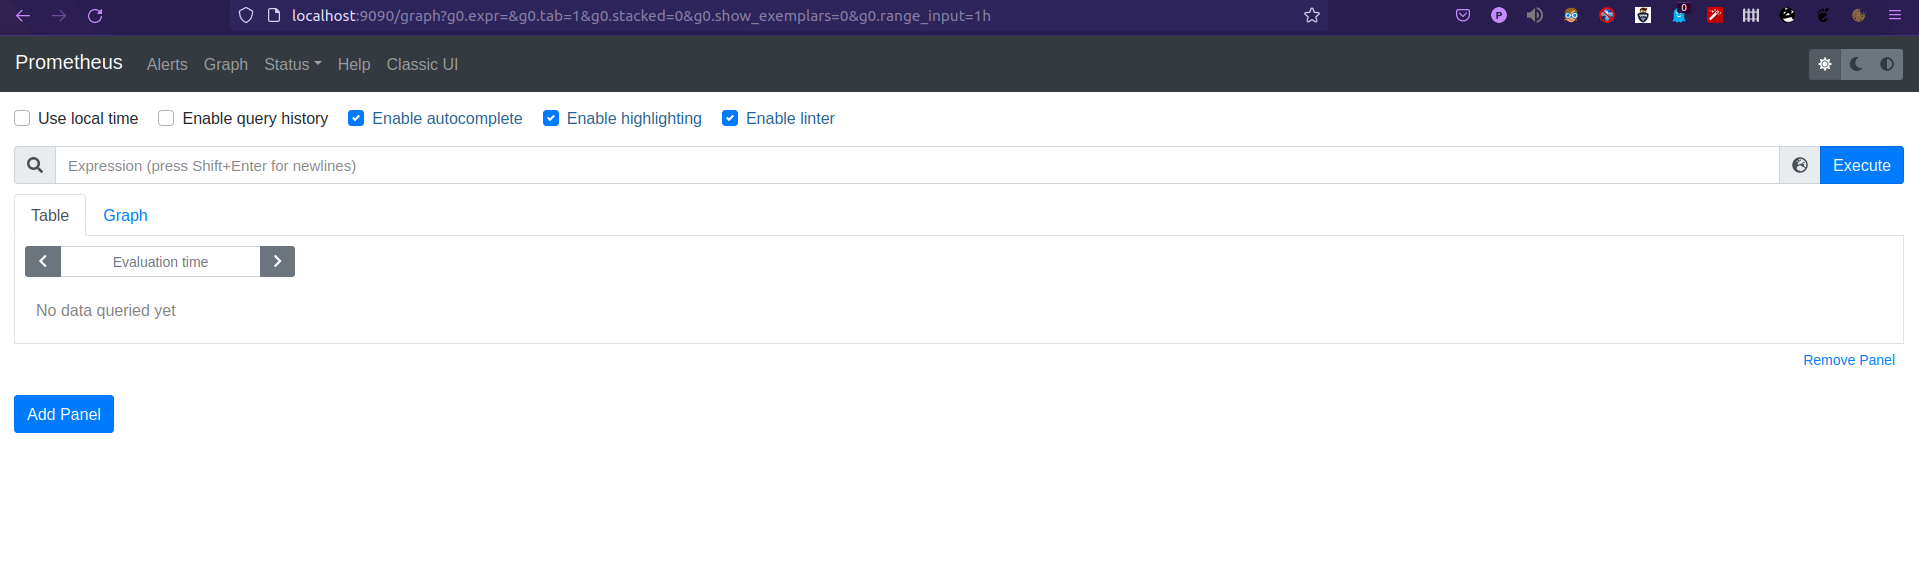 localhost:9090/graph?g0.expr=&g0.tab=1&g0.stacked=0&g0.show_exemplars=0&g0.range_input=1h
P
0
Prometheus Alerts Graph Status Help Classic UI
Use local time Enable query history Enable autocomplete Enable highlighting Enable linter
Expression (press Shift+Enter for newlines) Execute
Table Graph
Evaluation time
No data queried yet
Remove Panel
Add Panel